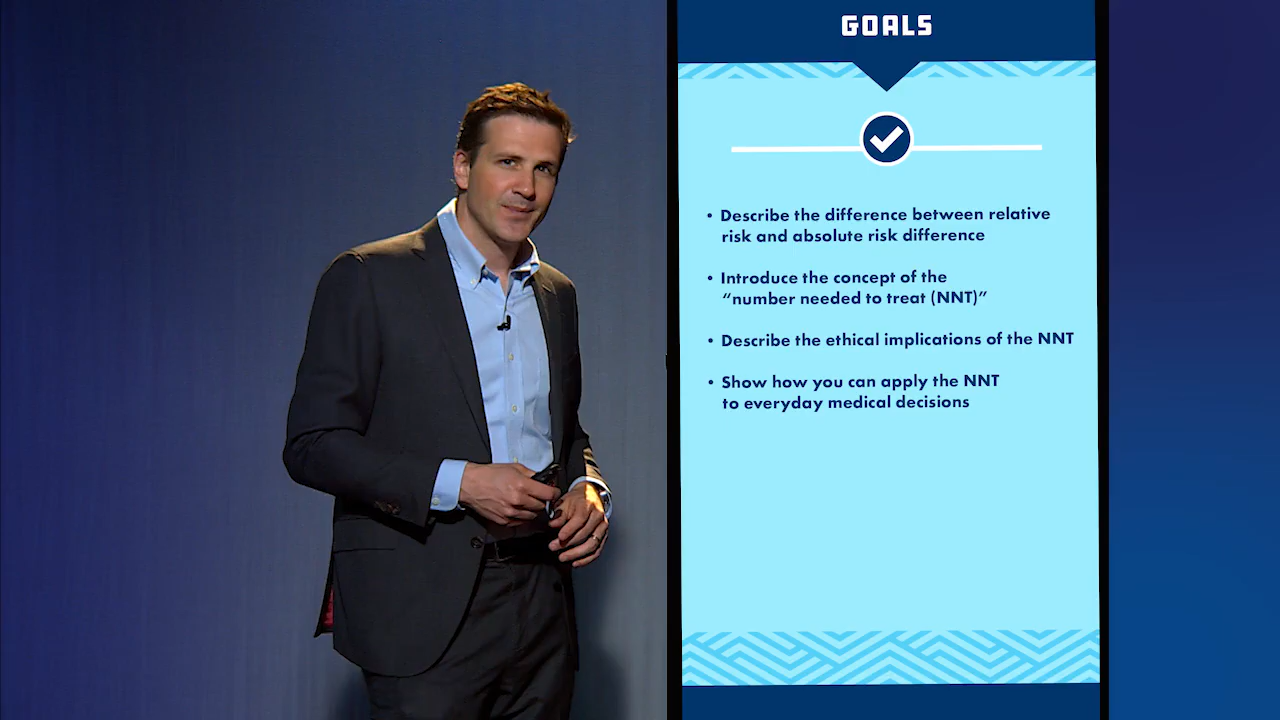 GOALS
• Describe the difference between relative
risk and absolute risk difference
• Introduce the concept of the
“number needed to treat (NNT)”
• Describe the ethical implications of the NNT
• Show how you can apply the NNT
to everyday medical decisions